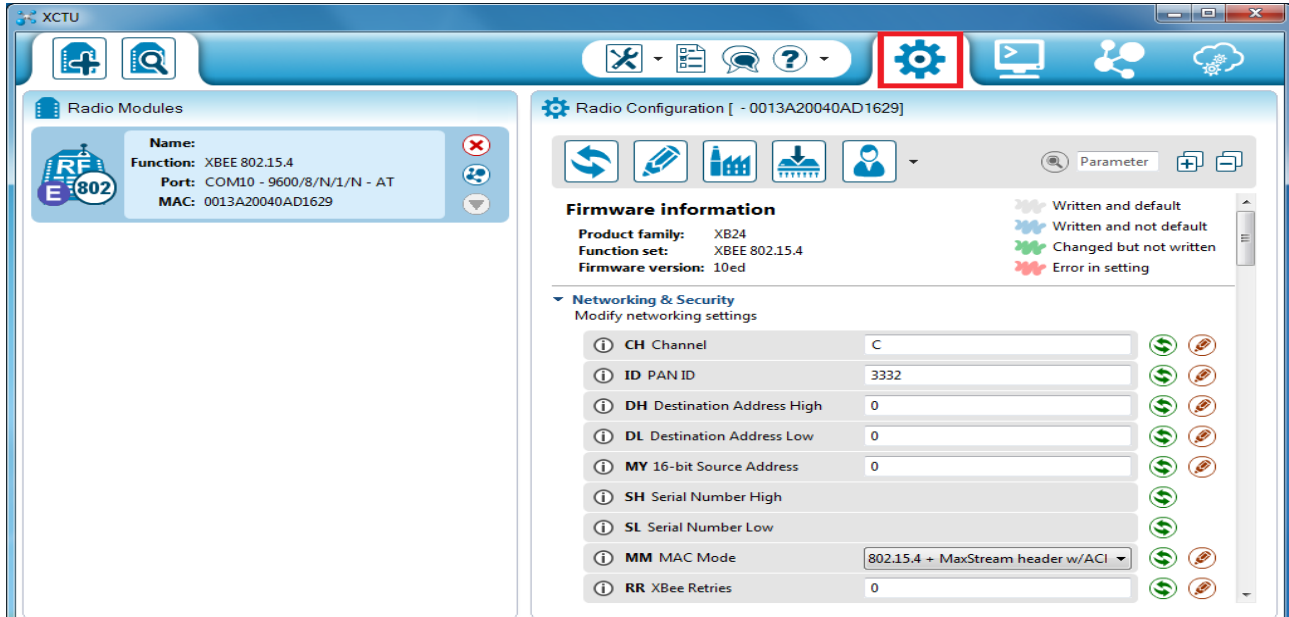 XCTU
Radio Modules
Name:
Function: XBEE 802.15.4
Port: COM10 - 9600/8/N/1/N - AT
MAC: 0013A20040AD1629
RF
802
E
Radio Configuration [ - 0013A20040AD1629]
Parameter
Firmware information
Product family: XB24
Function set: XBEE 802.15.4
Firmware version: 10ed
Written and default
Written and not default
Changed but not written
Error in setting
Networking & Security
Modify networking settings
CH Channel C
ID PAN ID 3332
DH Destination Address High 0
DL Destination Address Low 0
MY 16-bit Source Address 0
SH Serial Number High
SL Serial Number Low
MM MAC Mode 802.15.4 + MaxStream header w/ACI
RR XBee Retries 0